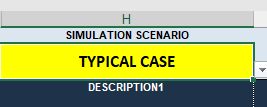 H
SIMULATION SCENARIO
TYPICAL CASE
DESCRIPTION1